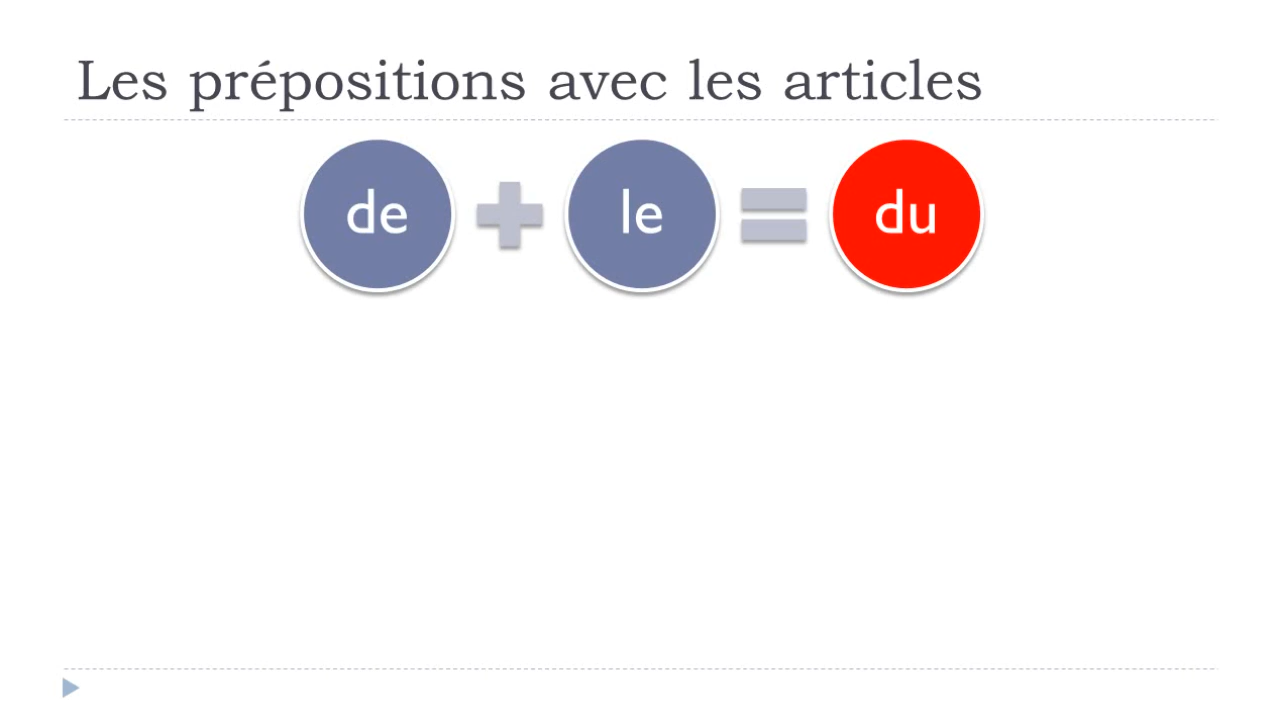 Les prépositions avec les articles
de + le = du